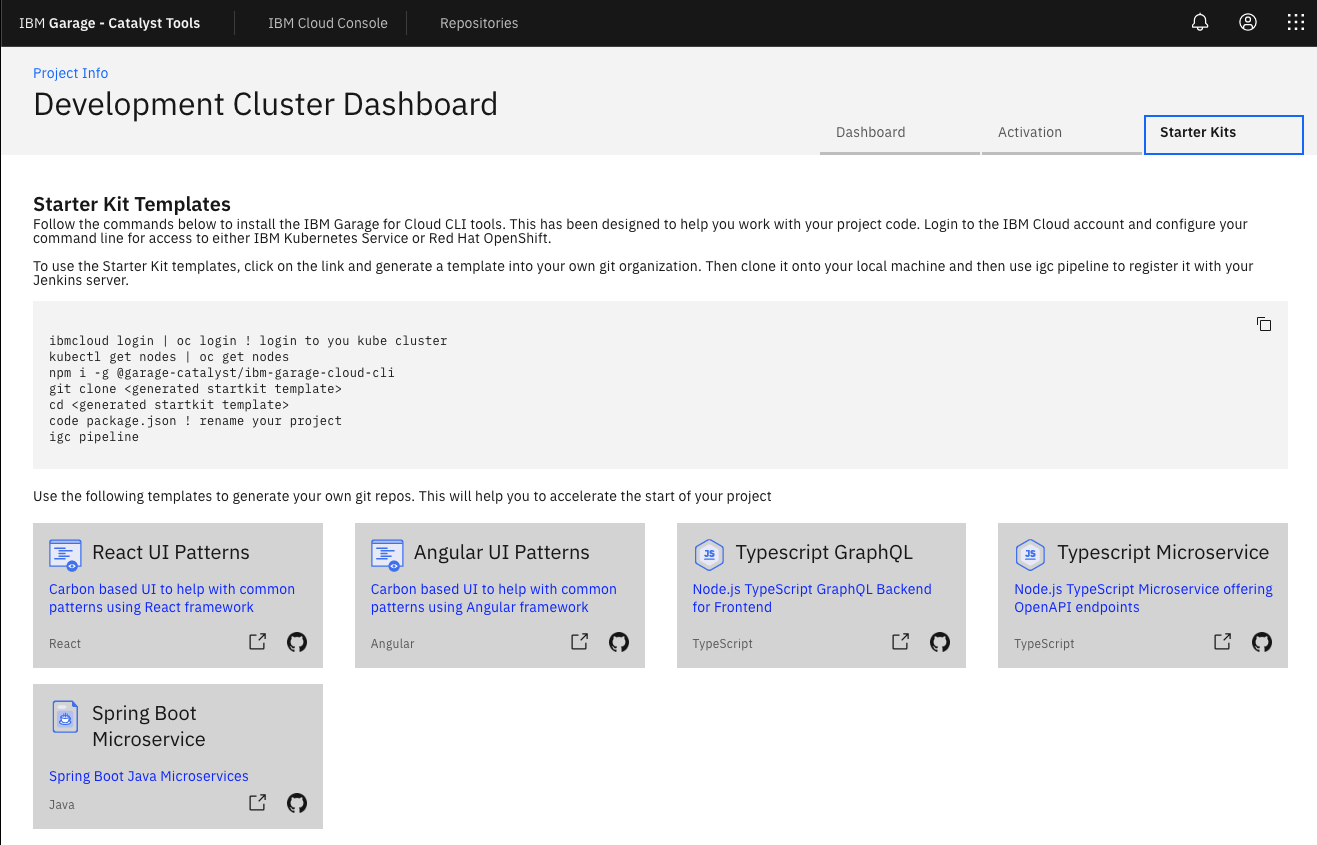 IBM Garage - Catalyst Tools
IBM Cloud Console
Repositories
Project Info
Development Cluster Dashboard
Dashboard
Activation
Starter Kits
Starter Kit Templates
Follow the commands below to install the IBM Garage for Cloud CLI tools. This has been designed to help you work with your project code. Login to the IBM Cloud account and configure your
command line for access to either IBM Kubernetes Service or Red Hat OpenShift.
To use the Starter Kit templates, click on the link and generate a template into your own git organization. Then clone it onto your local machine and then use igc pipeline to register it with your
Jenkins server.
ibmcloud login | oc login ! login to you kube cluster
kubectl get nodes | oc get nodes
npm i -g @garage-catalyst/ibm-garage-cloud-cli
git clone <generated startkit template>
cd <generated startkit template>
code package.json ! rename your project
igc pipeline
Use the following templates to generate your own git repos. This will help you to accelerate the start of your project
React UI Patterns
Carbon based UI to help with common
patterns using React framework
React
Angular UI Patterns
Carbon based UI to help with common
patterns using Angular framework
Angular
JS
Typescript GraphQL
Node.js TypeScript GraphQL Backend
for Frontend
TypeScript
JS
Typescript Microservice
Node.js TypeScript Microservice offering
OpenAPI endpoints
TypeScript
Spring Boot
Microservice
Spring Boot Java Microservices
Java